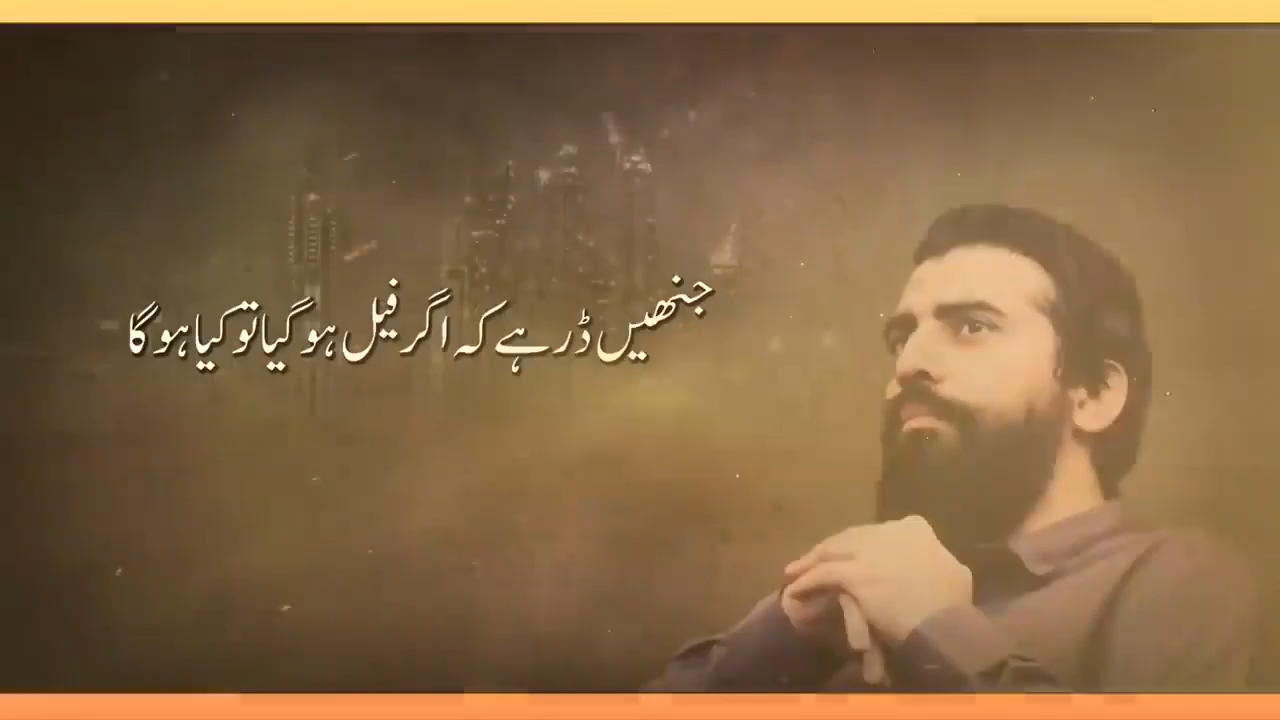 جنھیں ڈر ہے کہ اگر فیل ہو گیا تو کیا ہو گا